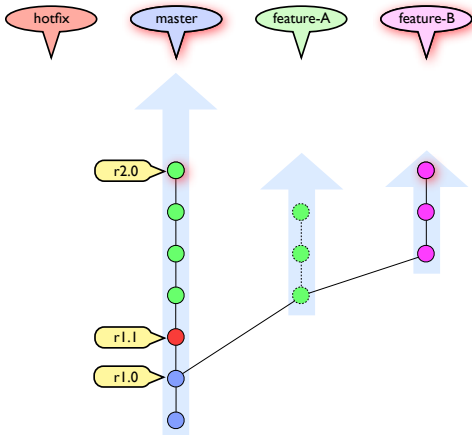 hotfix
master
feature-A
feature-B
r2.0
r1.1
r1.0